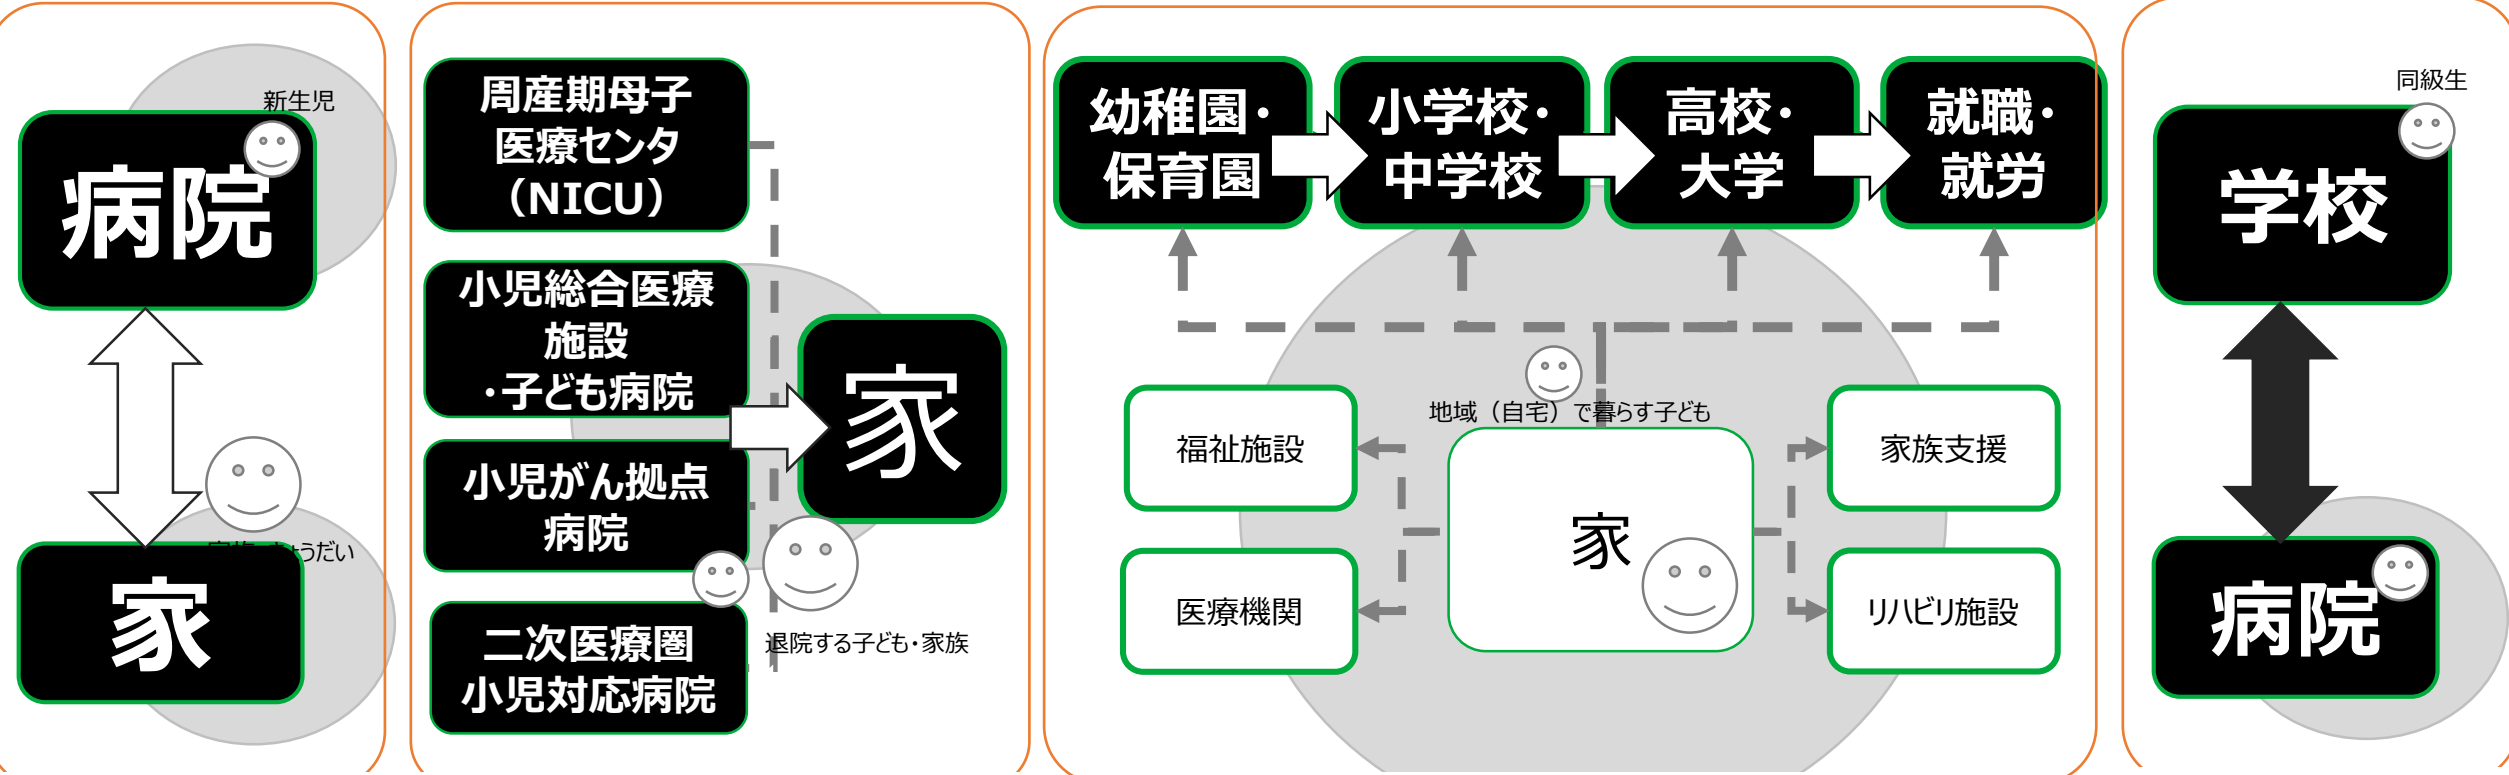 新生児
病院
うだい
家
周産期母子
医療センタ
（NICU）
小児総合医療
施設
・子ども病院
小児がん拠点
病院
二次医療圏
小児対応病院
家
退院する子ども・家族
幼稚園・
保育園
小学校・
中学校
高校・
大学
就職・
就労
地域（自宅）で暮らす子ども
福祉施設
医療機関
家
家族支援
リハビリ施設
同級生
学校
病院